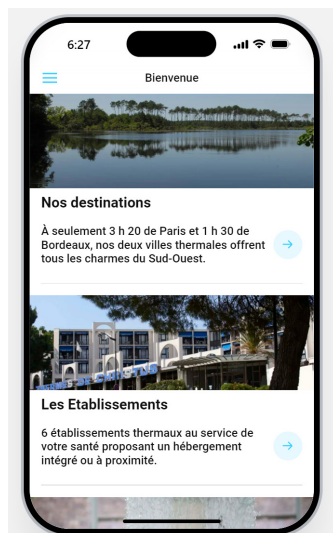 6:27
Bienvenue
Nos destinations
À seulement 3 h 20 de Paris et 1 h 30 de
Bordeaux, nos deux villes thermales offrent
tous les charmes du Sud-Ouest.
Les Etablissements
6 établissements thermaux au service de
votre santé proposant un hébergement
intégré ou à proximité.